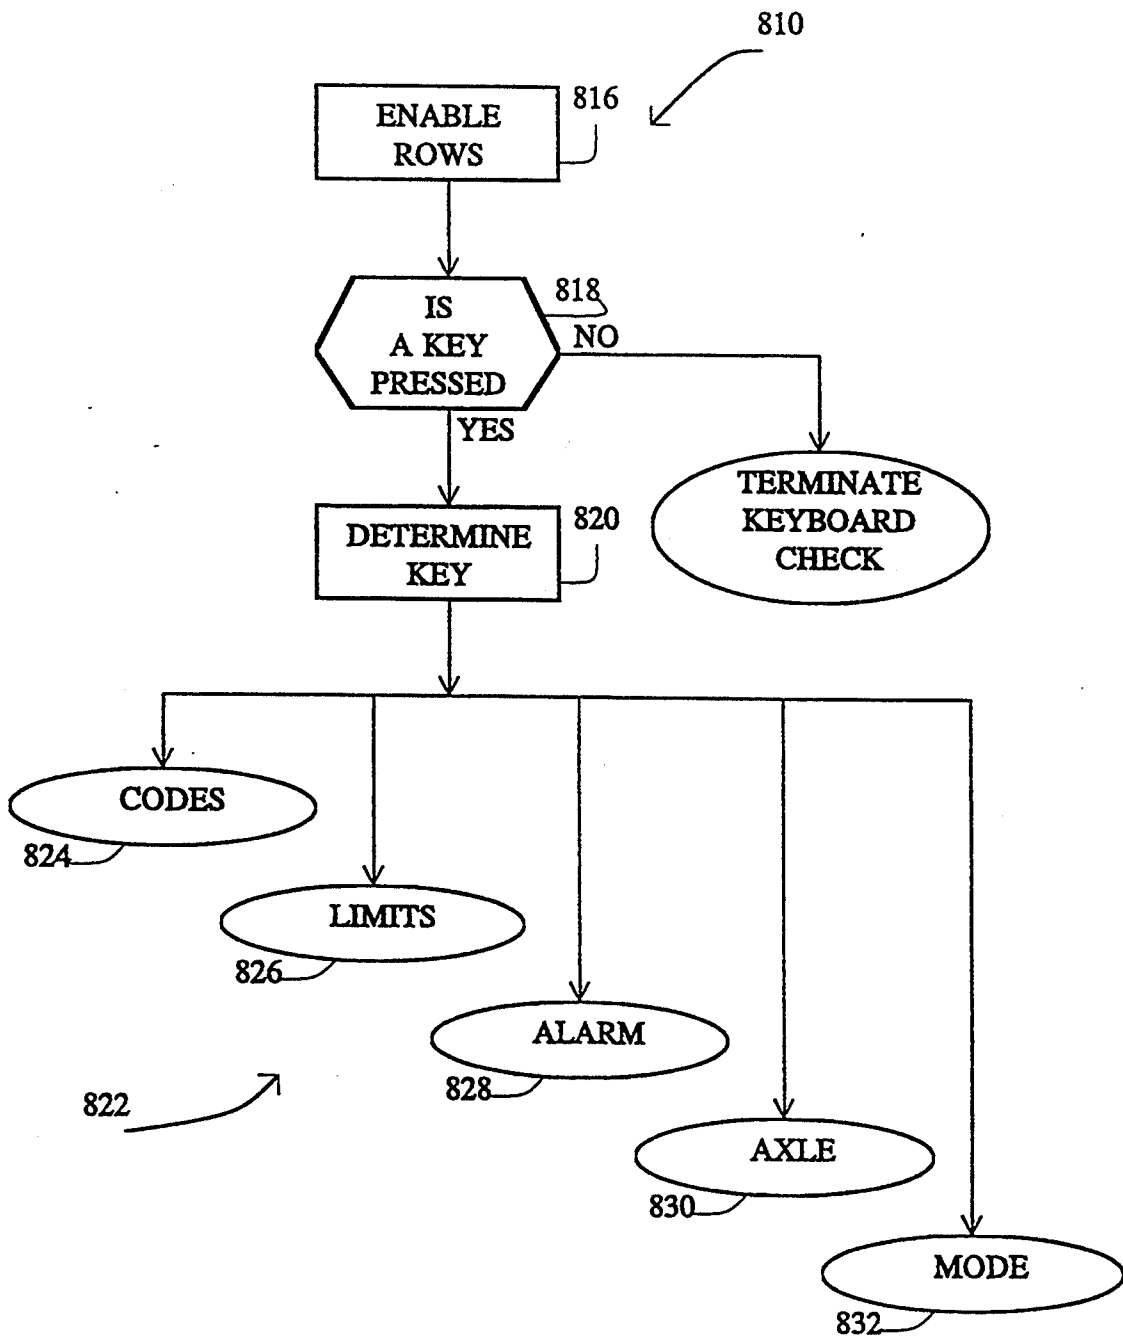 810
ENABLE
ROWS
816
IS
A KEY
PRESSED
818
NO
YES
TERMINATE
KEYBOARD
CHECK
DETERMINE
KEY
820
CODES
824
LIMITS
826
ALARM
828
822
AXLE
830
MODE
832